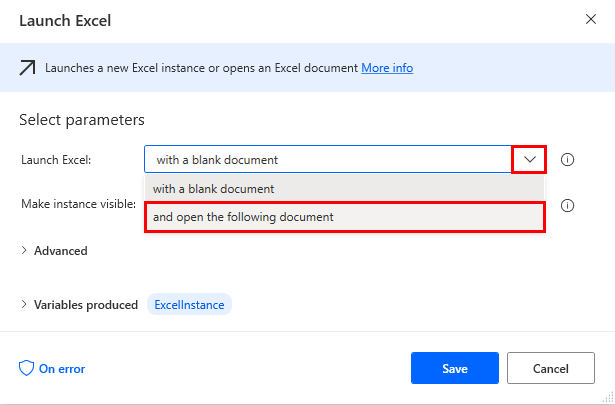 Launch Excel
Launches a new Excel instance or opens an Excel document More info
Select parameters
Launch Excel: with a blank document
with a blank document
Make instance visible:
and open the following document
Advanced
Variables produced ExcelInstance
On error Save Cancel